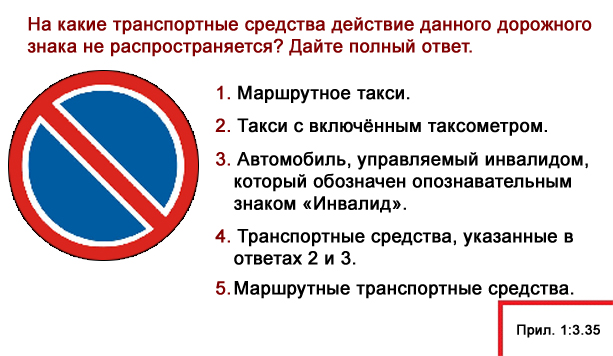 На какие транспортные средства действие данного дорожного
знака не распространяется? Дайте полный ответ.
1. Маршрутное такси.
2. Такси с включённым таксометром.
3. Автомобиль, управляемый инвалидом,
который обозначен опознавательным
знаком «Инвалид».
4. Транспортные средства, указанные в
ответах 2 и 3.
5. Маршрутные транспортные средства.
Прил. 1:3.35